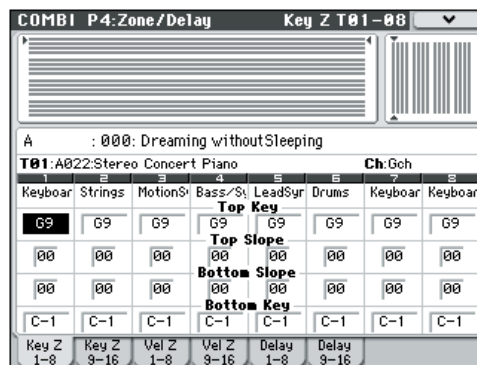 COMBI P4:Zone/Delay Key Z T01-08
A : 000: Dreaming withoutSleeping
T01:A022:Stereo Concert Piano Ch:Gch
1 2 3 4 5 6 7 8
Keyboar Strings MotionS Bass/Sy LeadSyr Drums Keyboar Keyboar
Top Key
G9 G9 G9 G9 G9 G9 G9 G9
Top Slope
00 00 00 00 00 00 00 00
Bottom Slope
00 00 00 00 00 00 00 00
Bottom Key
C-1 C-1 C-1 C-1 C-1 C-1 C-1 C-1
Key Z 1-8 Key Z 9-16 Vel Z 1-8 Vel Z 9-16 Delay 1-8 Delay 9-16